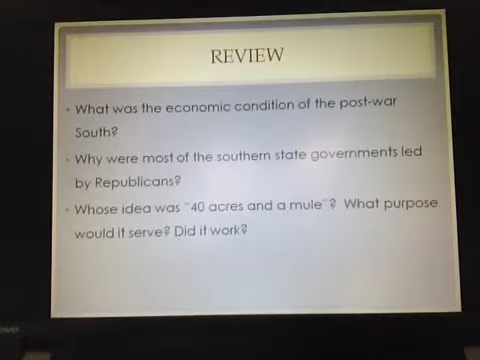 REVIEW
• What was the economic condition of the post-war
South?
• Why were most of the southern state governments led
by Republicans?
• Whose idea was "40 acres and a mule"? What purpose
would it serve? Did it work?